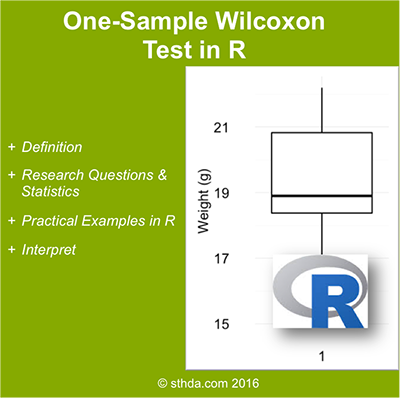 One-Sample Wilcoxon
Test in R
+ Definition
+ Research Questions &
Statistics
+ Practical Examples in R
+ Interpret
Weight (g)
21
19
17
15
1
R
© sthda.com 2016